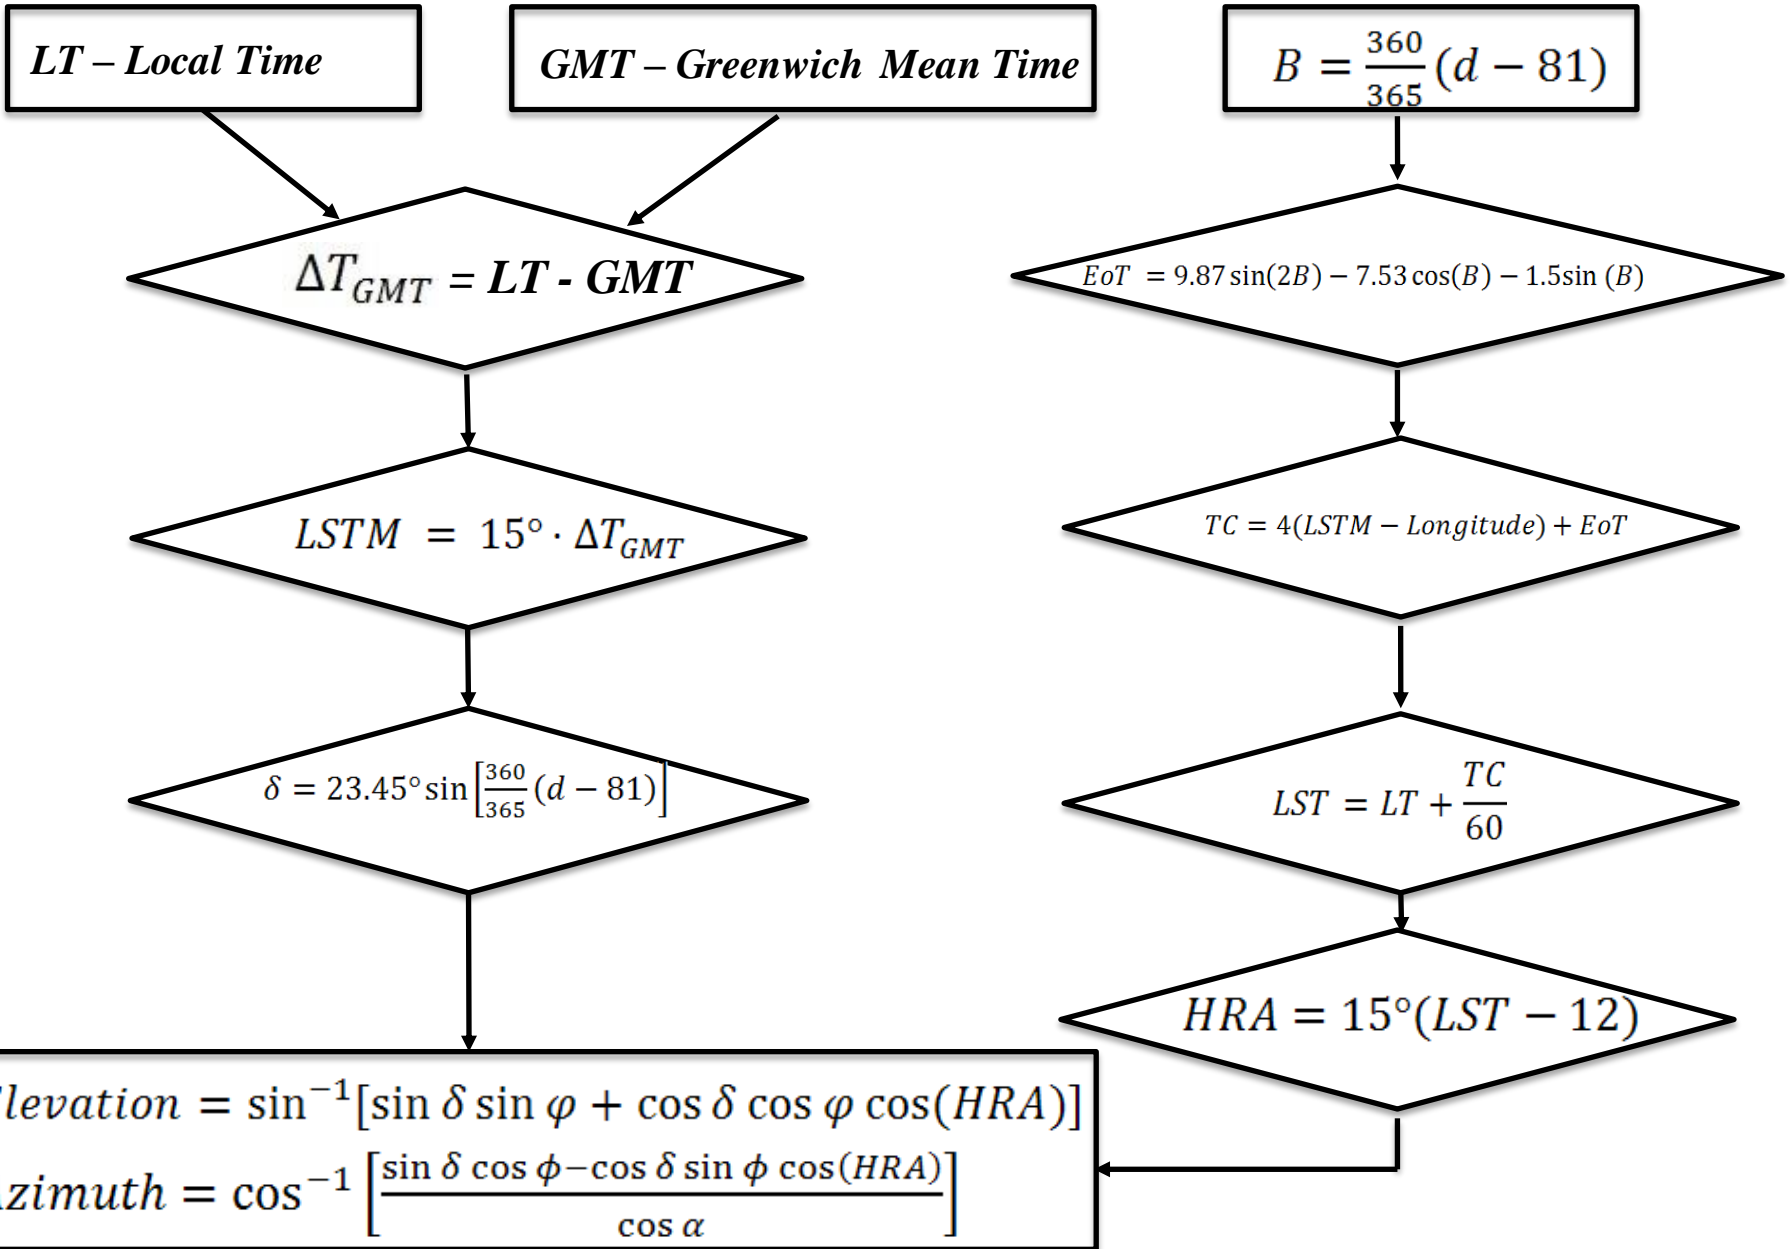 LT – Local Time
GMT – Greenwich Mean Time
B = 360/365 (d − 81)
ΔT_GMT = LT - GMT
EoT = 9.87 sin(2B) − 7.53 cos(B) − 1.5sin (B)
LSTM = 15° · ΔT_GMT
TC = 4(LSTM − Longitude) + EoT
δ = 23.45° sin[360/365 (d − 81)]
LST = LT + TC/60
HRA = 15°(LST − 12)
levation = sin⁻¹[sin δ sin φ + cos δ cos φ cos(HRA)]
zimuth = cos⁻¹ [(sin δ cos ϕ−cos δ sin ϕ cos(HRA))/cos α]